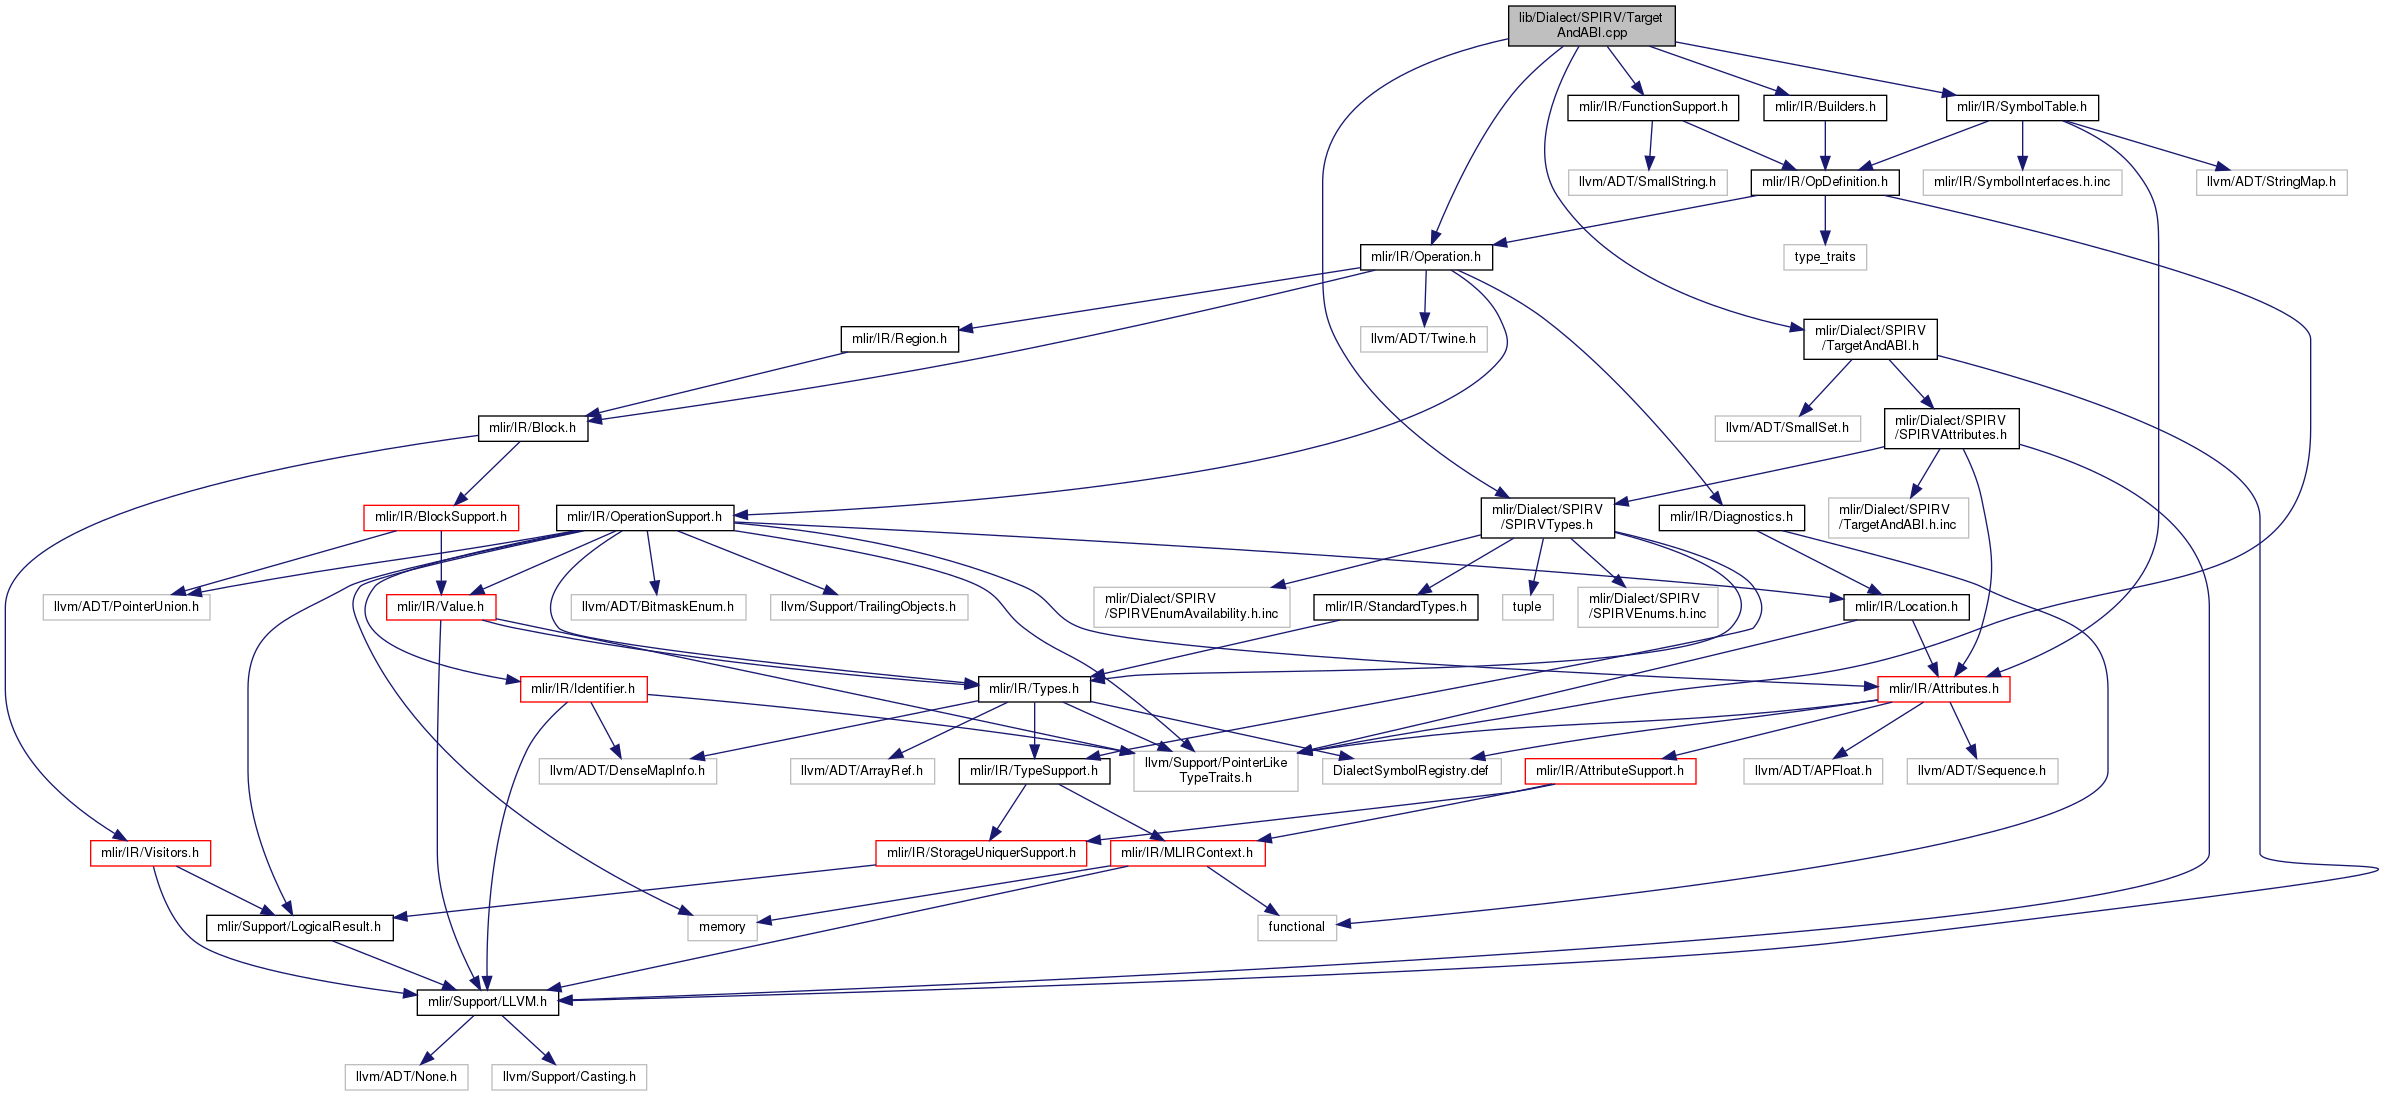 lib/Dialect/SPIRV/Target
AndABI.cpp
mlir/IR/FunctionSupport.h
mlir/IR/Builders.h
mlir/IR/SymbolTable.h
llvm/ADT/SmallString.h
mlir/IR/OpDefinition.h
mlir/IR/SymbolInterfaces.h.inc
llvm/ADT/StringMap.h
mlir/IR/Operation.h
type_traits
mlir/IR/Region.h
llvm/ADT/Twine.h
mlir/Dialect/SPIRV
/TargetAndABI.h
mlir/IR/Block.h
llvm/ADT/SmallSet.h
mlir/Dialect/SPIRV
/SPIRVAttributes.h
mlir/IR/BlockSupport.h
mlir/IR/OperationSupport.h
mlir/Dialect/SPIRV
/SPIRVTypes.h
mlir/IR/Diagnostics.h
mlir/Dialect/SPIRV
/TargetAndABI.h.inc
llvm/ADT/PointerUnion.h
mlir/IR/Value.h
llvm/ADT/BitmaskEnum.h
llvm/Support/TrailingObjects.h
mlir/Dialect/SPIRV
/SPIRVEnumAvailability.h.inc
mlir/IR/StandardTypes.h
tuple
mlir/Dialect/SPIRV
/SPIRVEnums.h.inc
mlir/IR/Location.h
mlir/IR/Identifier.h
mlir/IR/Types.h
mlir/IR/Attributes.h
llvm/ADT/DenseMapInfo.h
llvm/ADT/ArrayRef.h
mlir/IR/TypeSupport.h
llvm/Support/PointerLike
TypeTraits.h
DialectSymbolRegistry.def
mlir/IR/AttributeSupport.h
llvm/ADT/APFloat.h
llvm/ADT/Sequence.h
mlir/IR/Visitors.h
mlir/IR/StorageUniquerSupport.h
mlir/IR/MLIRContext.h
mlir/Support/LogicalResult.h
memory
functional
mlir/Support/LLVM.h
llvm/ADT/None.h
llvm/Support/Casting.h